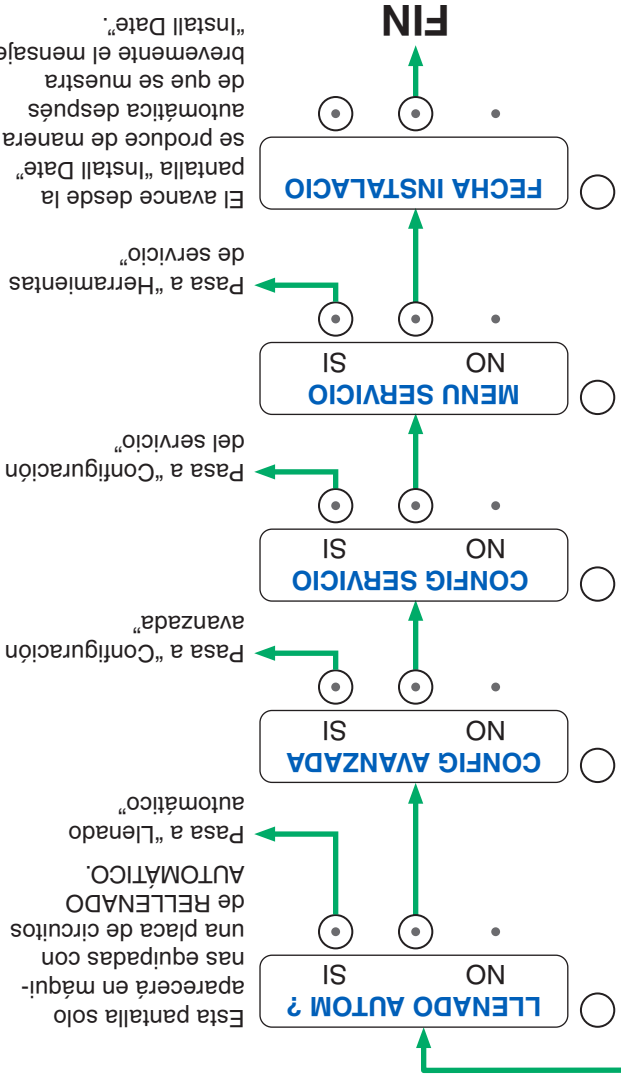 LLENADO AUTOM ?
NO SI
Esta pantalla solo
aparecerá en máqui-
nas equipadas con
una placa de circuitos
de RELLENADO
AUTOMÁTICO.
Pasa a "Llenado
automático"
CONFIG AVANZADA
NO SI
Pasa a "Configuración
avanzada"
CONFIG SERVICIO
NO SI
Pasa a "Configuración
del servicio"
MENU SERVICIO
NO SI
Pasa a "Herramientas
de servicio"
FECHA INSTALACIO
El avance desde la
pantalla "Install Date"
se produce de manera
automática después
de que se muestra
brevemente el mensaje
"Install Date".
FIN